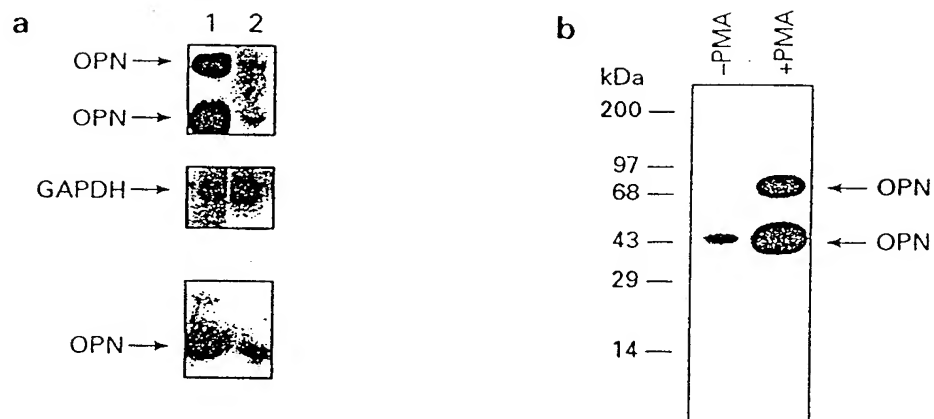 a
1 2
OPN
OPN
GAPDH
OPN
b
–PMA
+PMA
kDa
200
97
68
43
29
14
OPN
OPN